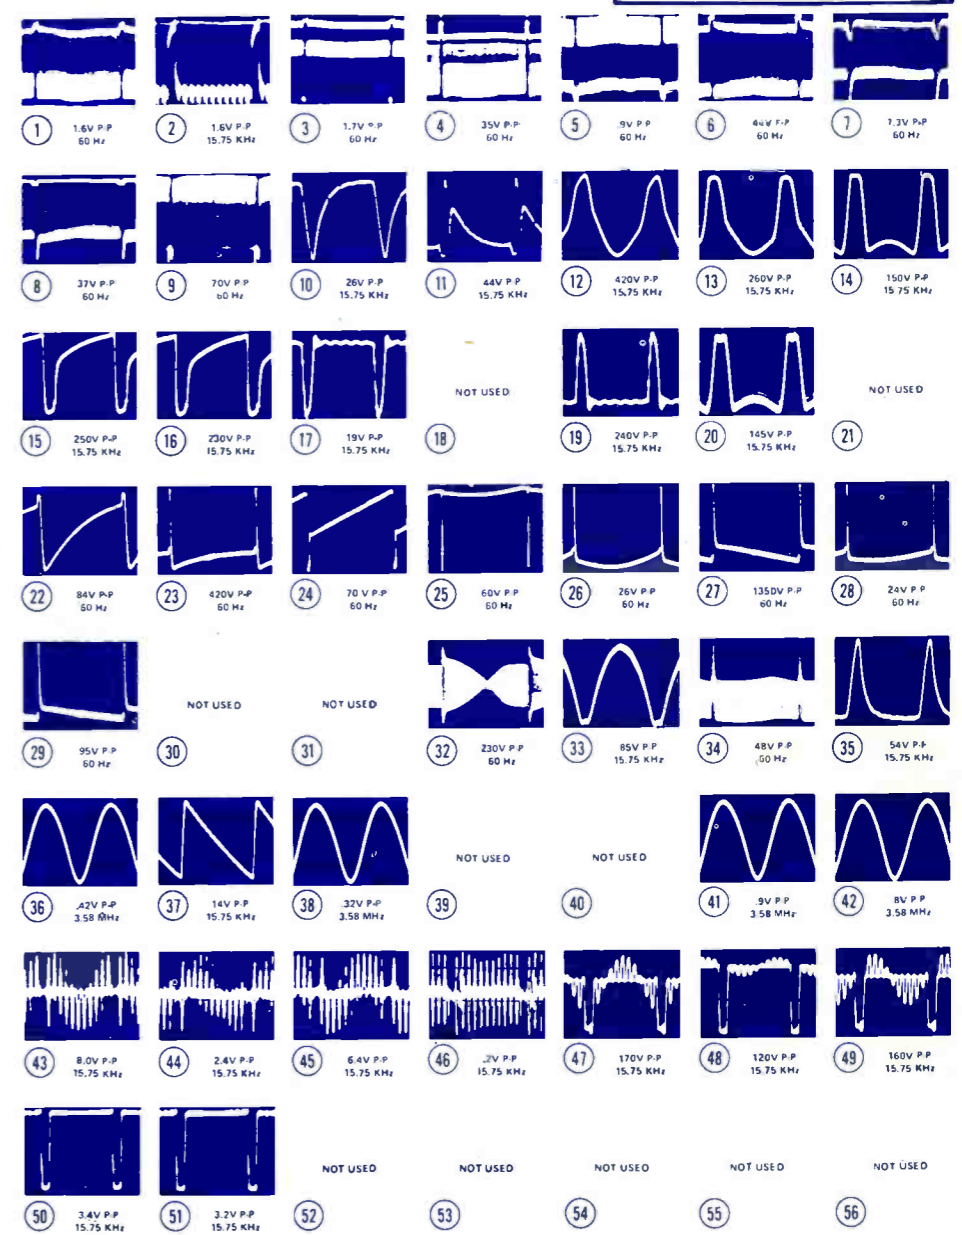 1 1.6V P-P 60 Hz
2 1.6V P-P 15.75 KHz
3 1.7V P-P 60 Hz
4 35V P-P 60 Hz
5 .9V P-P 60 Hz
6 P-P 60 Hz
7 P-P 60 Hz
8 37V P-P 60 Hz
9 70V P-P 60 Hz
10 26V P-P 15.75 KHz
11 44V P-P 15.75 KHz
12 420V P-P 15.75 KHz
13 260V P-P 15.75 KHz
14 150V P-P 15.75 KHz
15 250V P-P 15.75 KHz
16 230V P-P 15.75 KHz
17 19V P-P 15.75 KHz
NOT USED
18
19 240V P-P 15.75 KHz
20 145V P-P 15.75 KHz
NOT USED
21
22 84V P-P 60 Hz
23 420V P-P 60 Hz
24 70 V P-P 60 Hz
25 60V P-P 60 Hz
26 26V P-P 60 Hz
27 1350V P-P 60 Hz
28 24V P-P 60 Hz
29 95V P-P 60 Hz
NOT USED
30
NOT USED
31
32 230V P-P 60 Hz
33 85V P-P 15.75 KHz
34 48V P-P 60 Hz
35 54V P-P 15.75 KHz
36 .42V P-P 3.58 MHz
37 14V P-P 15.75 KHz
38 .32V P-P 3.58 MHz
NOT USED
39
NOT USED
40
41 .9V P-P 3.58 MHz
42 8V P-P 3.58 MHz
43 8.0V P-P 15.75 KHz
44 2.4V P-P 15.75 KHz
45 6.4V P-P 15.75 KHz
46 .2V P-P 15.75 KHz
47 170V P-P 15.75 KHz
48 120V P-P 15.75 KHz
49 160V P-P 15.75 KHz
50 3.4V P-P 15.75 KHz
51 3.2V P-P 15.75 KHz
NOT USED
52
NOT USED
53
NOT USED
54
NOT USED
55
NOT USED
56